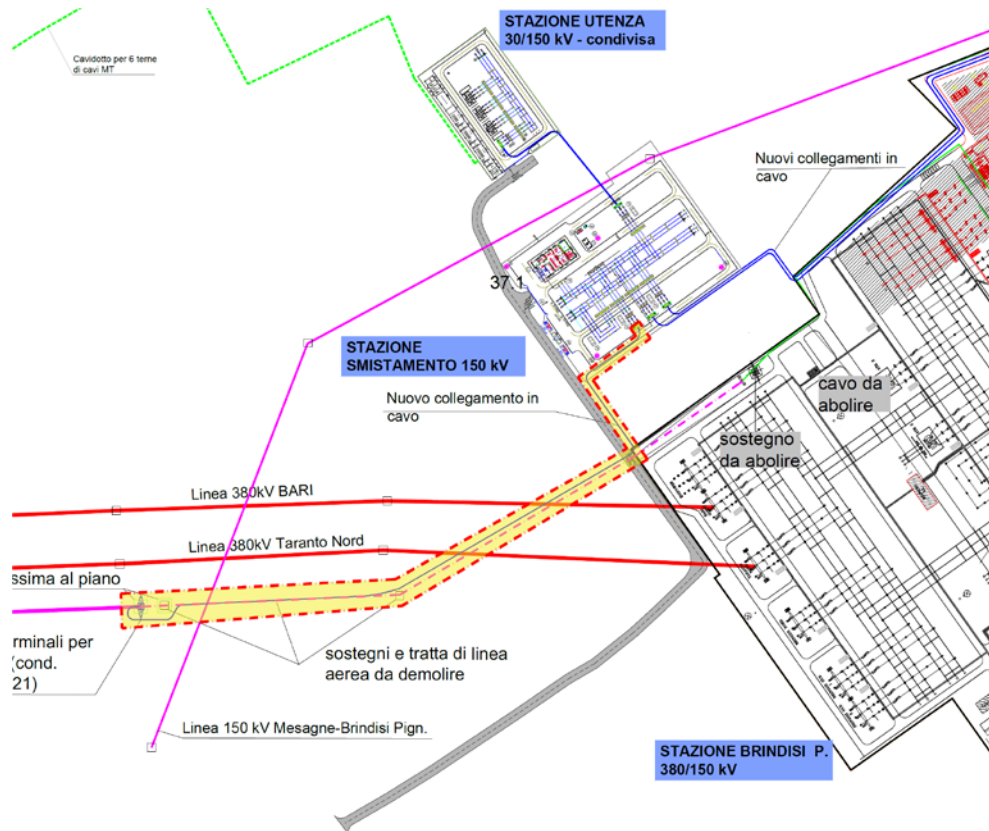 STAZIONE UTENZA
30/150 kV - condivisa
Cavidotto per 6 terne
di cavi MT
Nuovi collegamenti in
cavo
37.1
STAZIONE
SMISTAMENTO 150 kV
Nuovo collegamento in
cavo
cavo da
abolire
sostegno
da abolire
Linea 380kV BARI
Linea 380kV Taranto Nord
ssima al piano
rminali per
(cond.
21)
sostegni e tratta di linea
aerea da demolire
Linea 150 kV Mesagne-Brindisi Pign.
STAZIONE BRINDISI P.
380/150 kV